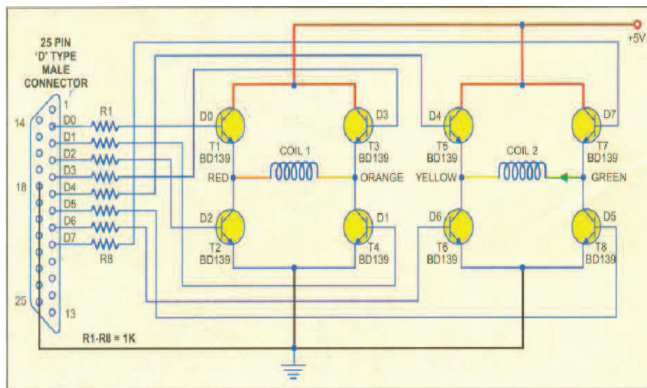 25 PIN
'D' TYPE
MALE
CONNECTOR
+5V
14
1
R1
D0
D1
D2
D3
18
D4
D5
D6
D7
R8
25
13
R1-R8 = 1K
D0
T1
BD139
D3
T3
BD139
D4
T5
BD139
D7
T7
BD139
COIL 1
COIL 2
RED
ORANGE
YELLOW
GREEN
D2
T2
BD139
D1
T4
BD139
D6
T6
BD139
D5
T8
BD139